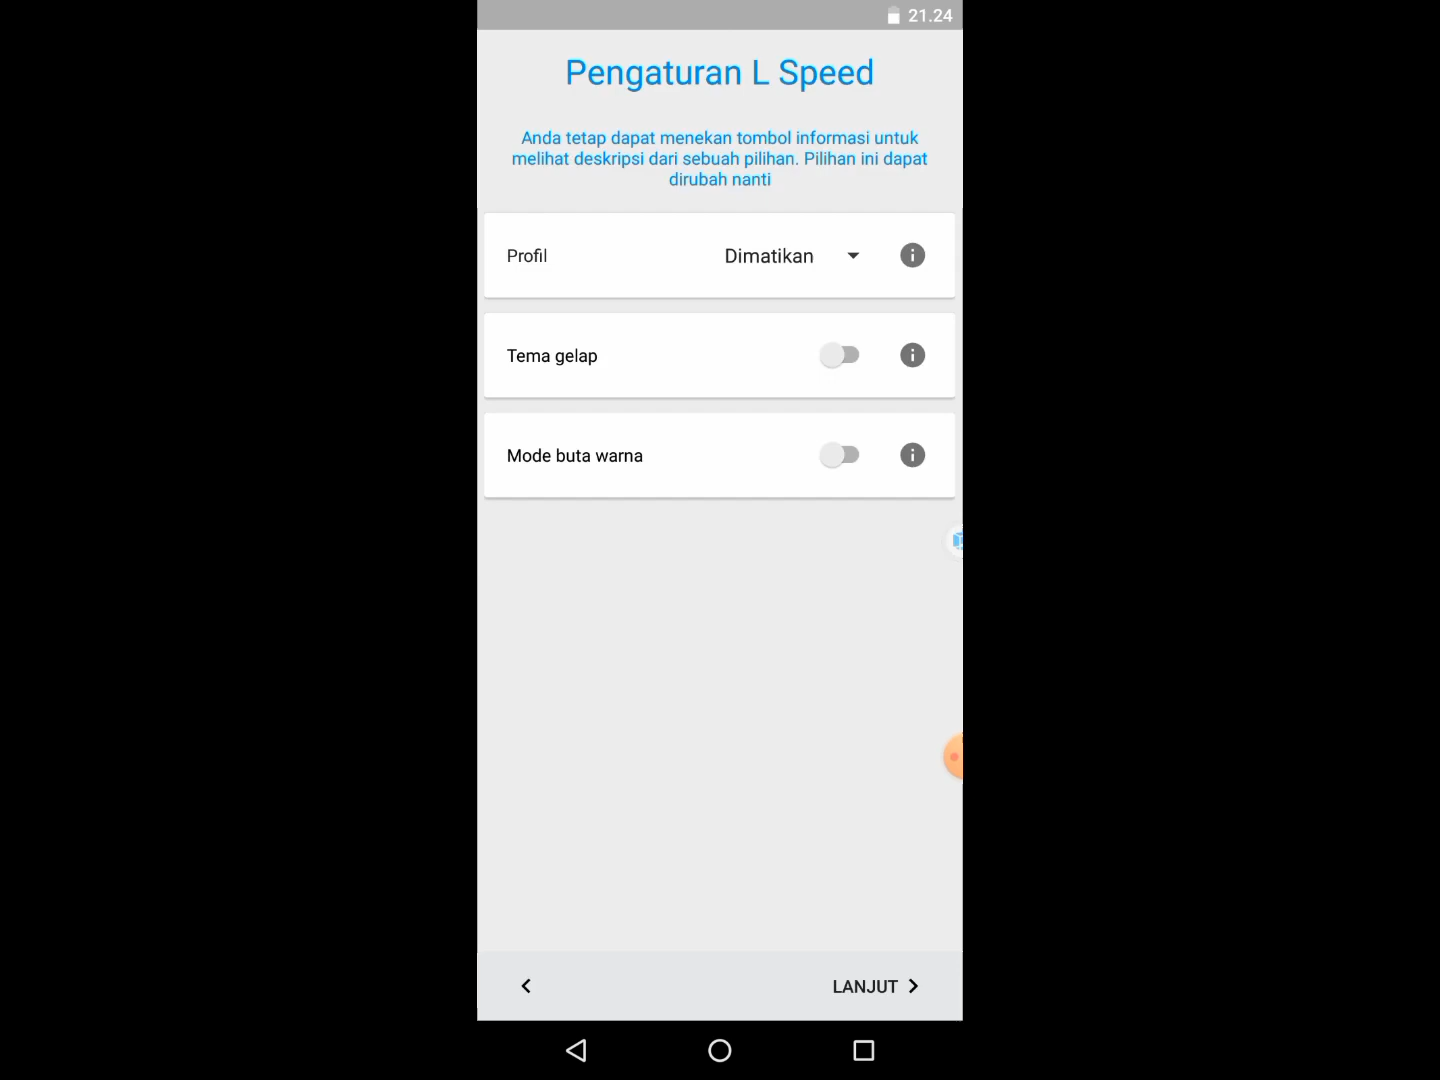 21.24
Pengaturan L Speed
Anda tetap dapat menekan tombol informasi untuk
melihat deskripsi dari sebuah pilihan. Pilihan ini dapat
dirubah nanti
Profil Dimatikan
Tema gelap
Mode buta warna
LANJUT